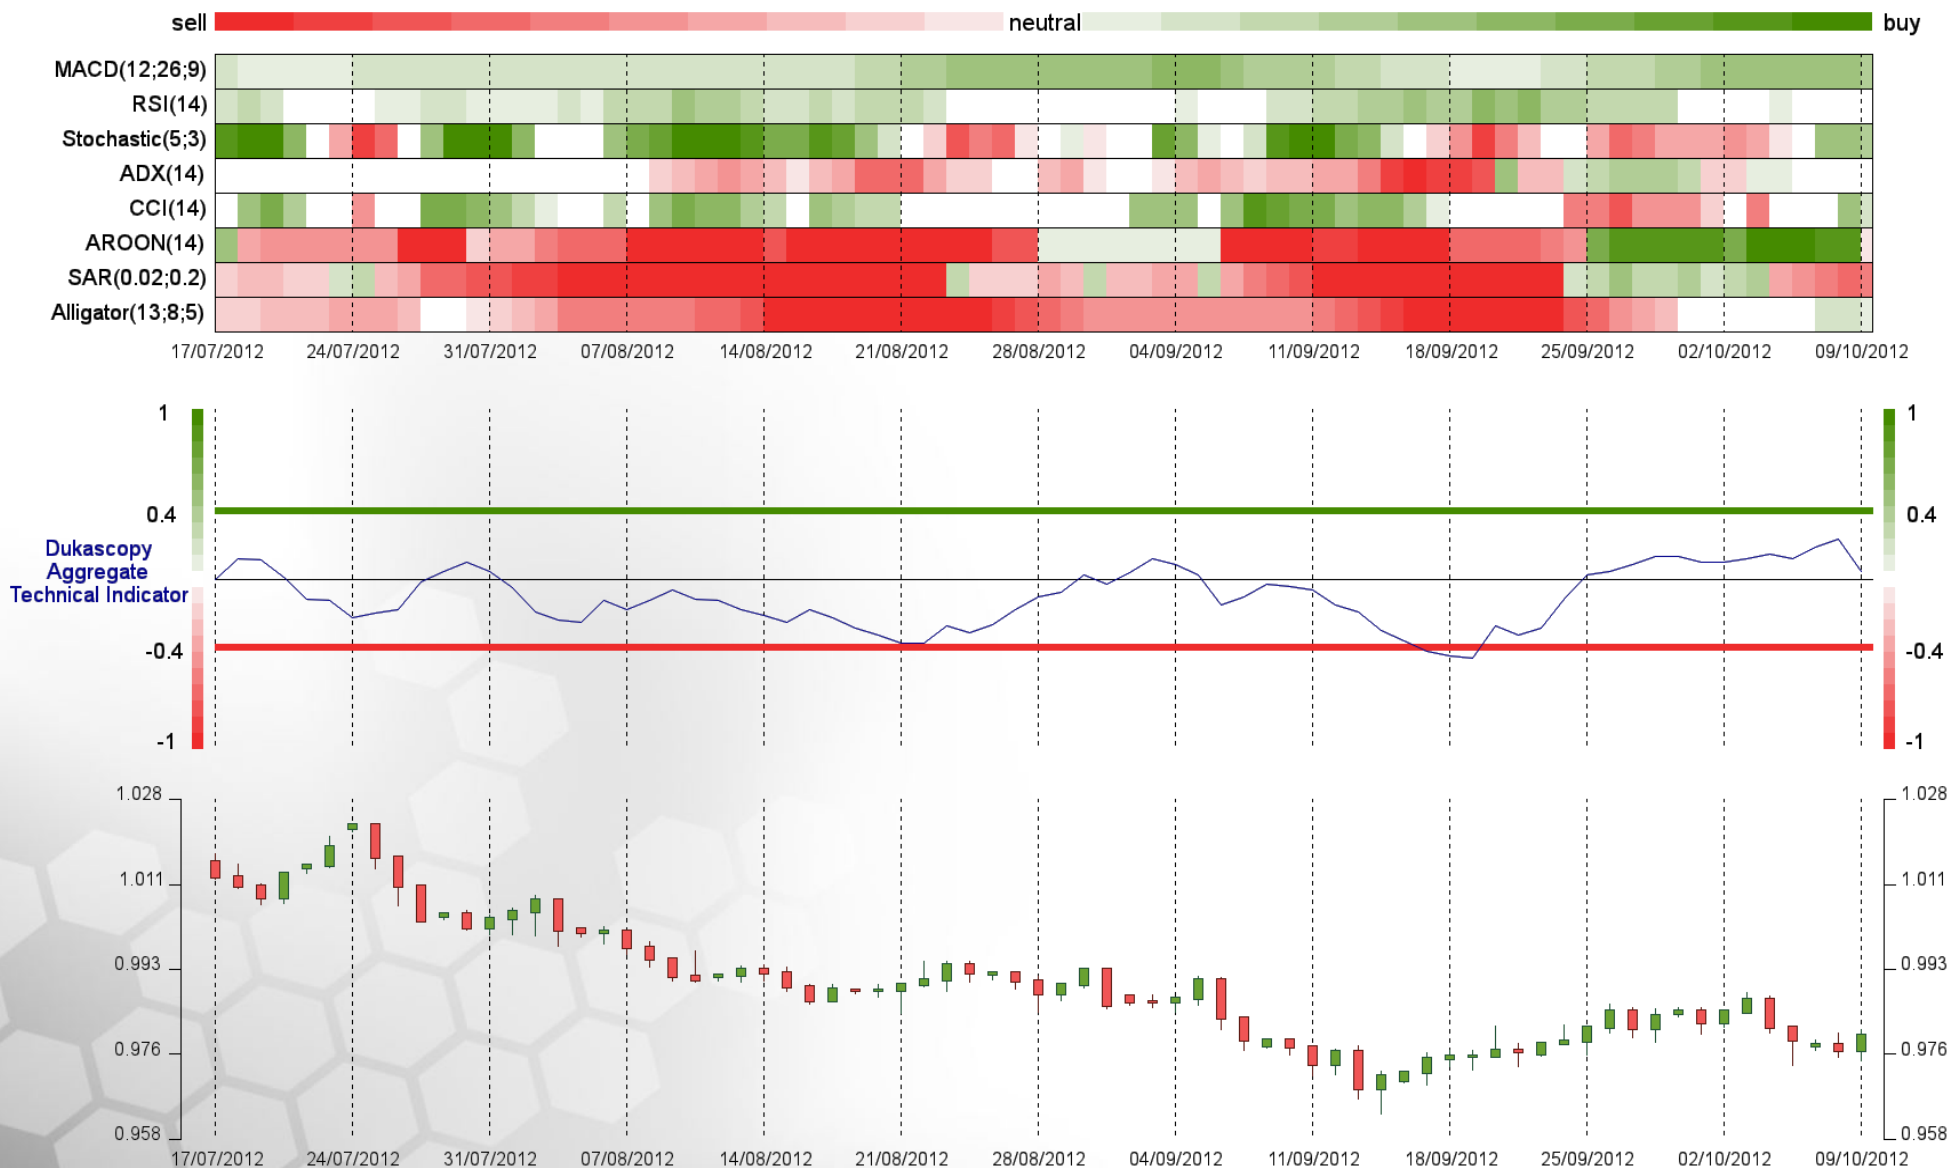 sell neutral buy
MACD(12;26;9)
RSI(14)
Stochastic(5;3)
ADX(14)
CCI(14)
AROON(14)
SAR(0.02;0.2)
Alligator(13;8;5)
17/07/2012 24/07/2012 31/07/2012 07/08/2012 14/08/2012 21/08/2012 28/08/2012 04/09/2012 11/09/2012 18/09/2012 25/09/2012 02/10/2012 09/10/2012
1 1
0.4 0.4
Dukascopy
Aggregate
Technical Indicator
-0.4 -0.4
-1 -1
1.028 1.028
1.011 1.011
0.993 0.993
0.976 0.976
0.958 0.958
17/07/2012 24/07/2012 31/07/2012 07/08/2012 14/08/2012 21/08/2012 28/08/2012 04/09/2012 11/09/2012 18/09/2012 25/09/2012 02/10/2012 09/10/2012